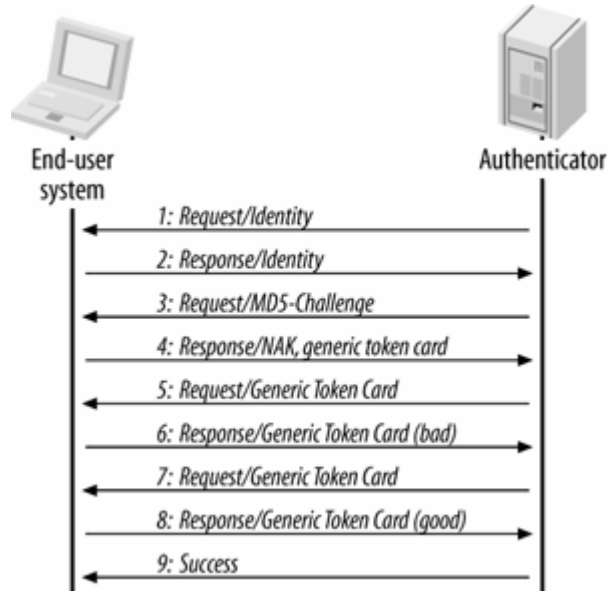 End-user
system
Authenticator
1: Request/Identity
2: Response/Identity
3: Request/MD5-Challenge
4: Response/NAK, generic token card
5: Request/Generic Token Card
6: Response/Generic Token Card (bad)
7: Request/Generic Token Card
8: Response/Generic Token Card (good)
9: Success